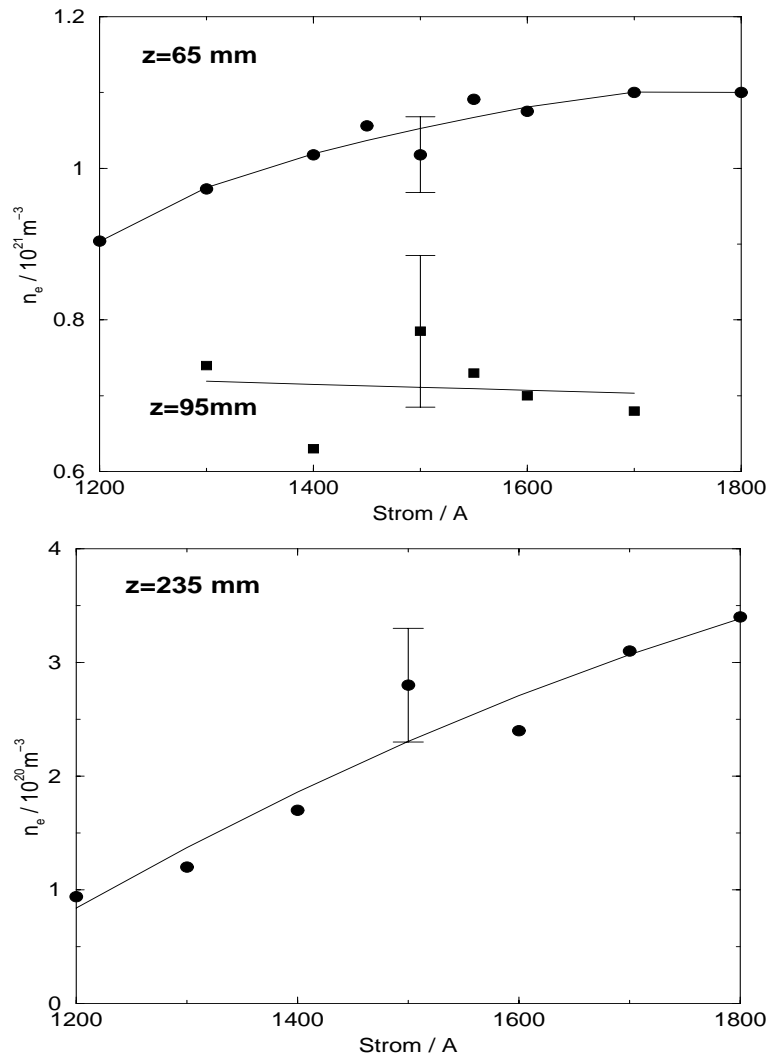 1.2
z=65 mm
1
n_e / 10^21 m^−3
0.8
z=95mm
0.6
1200 1400 1600 1800
Strom / A
4
z=235 mm
3
n_e / 10^20 m^−3
2
1
0
1200 1400 1600 1800
Strom / A